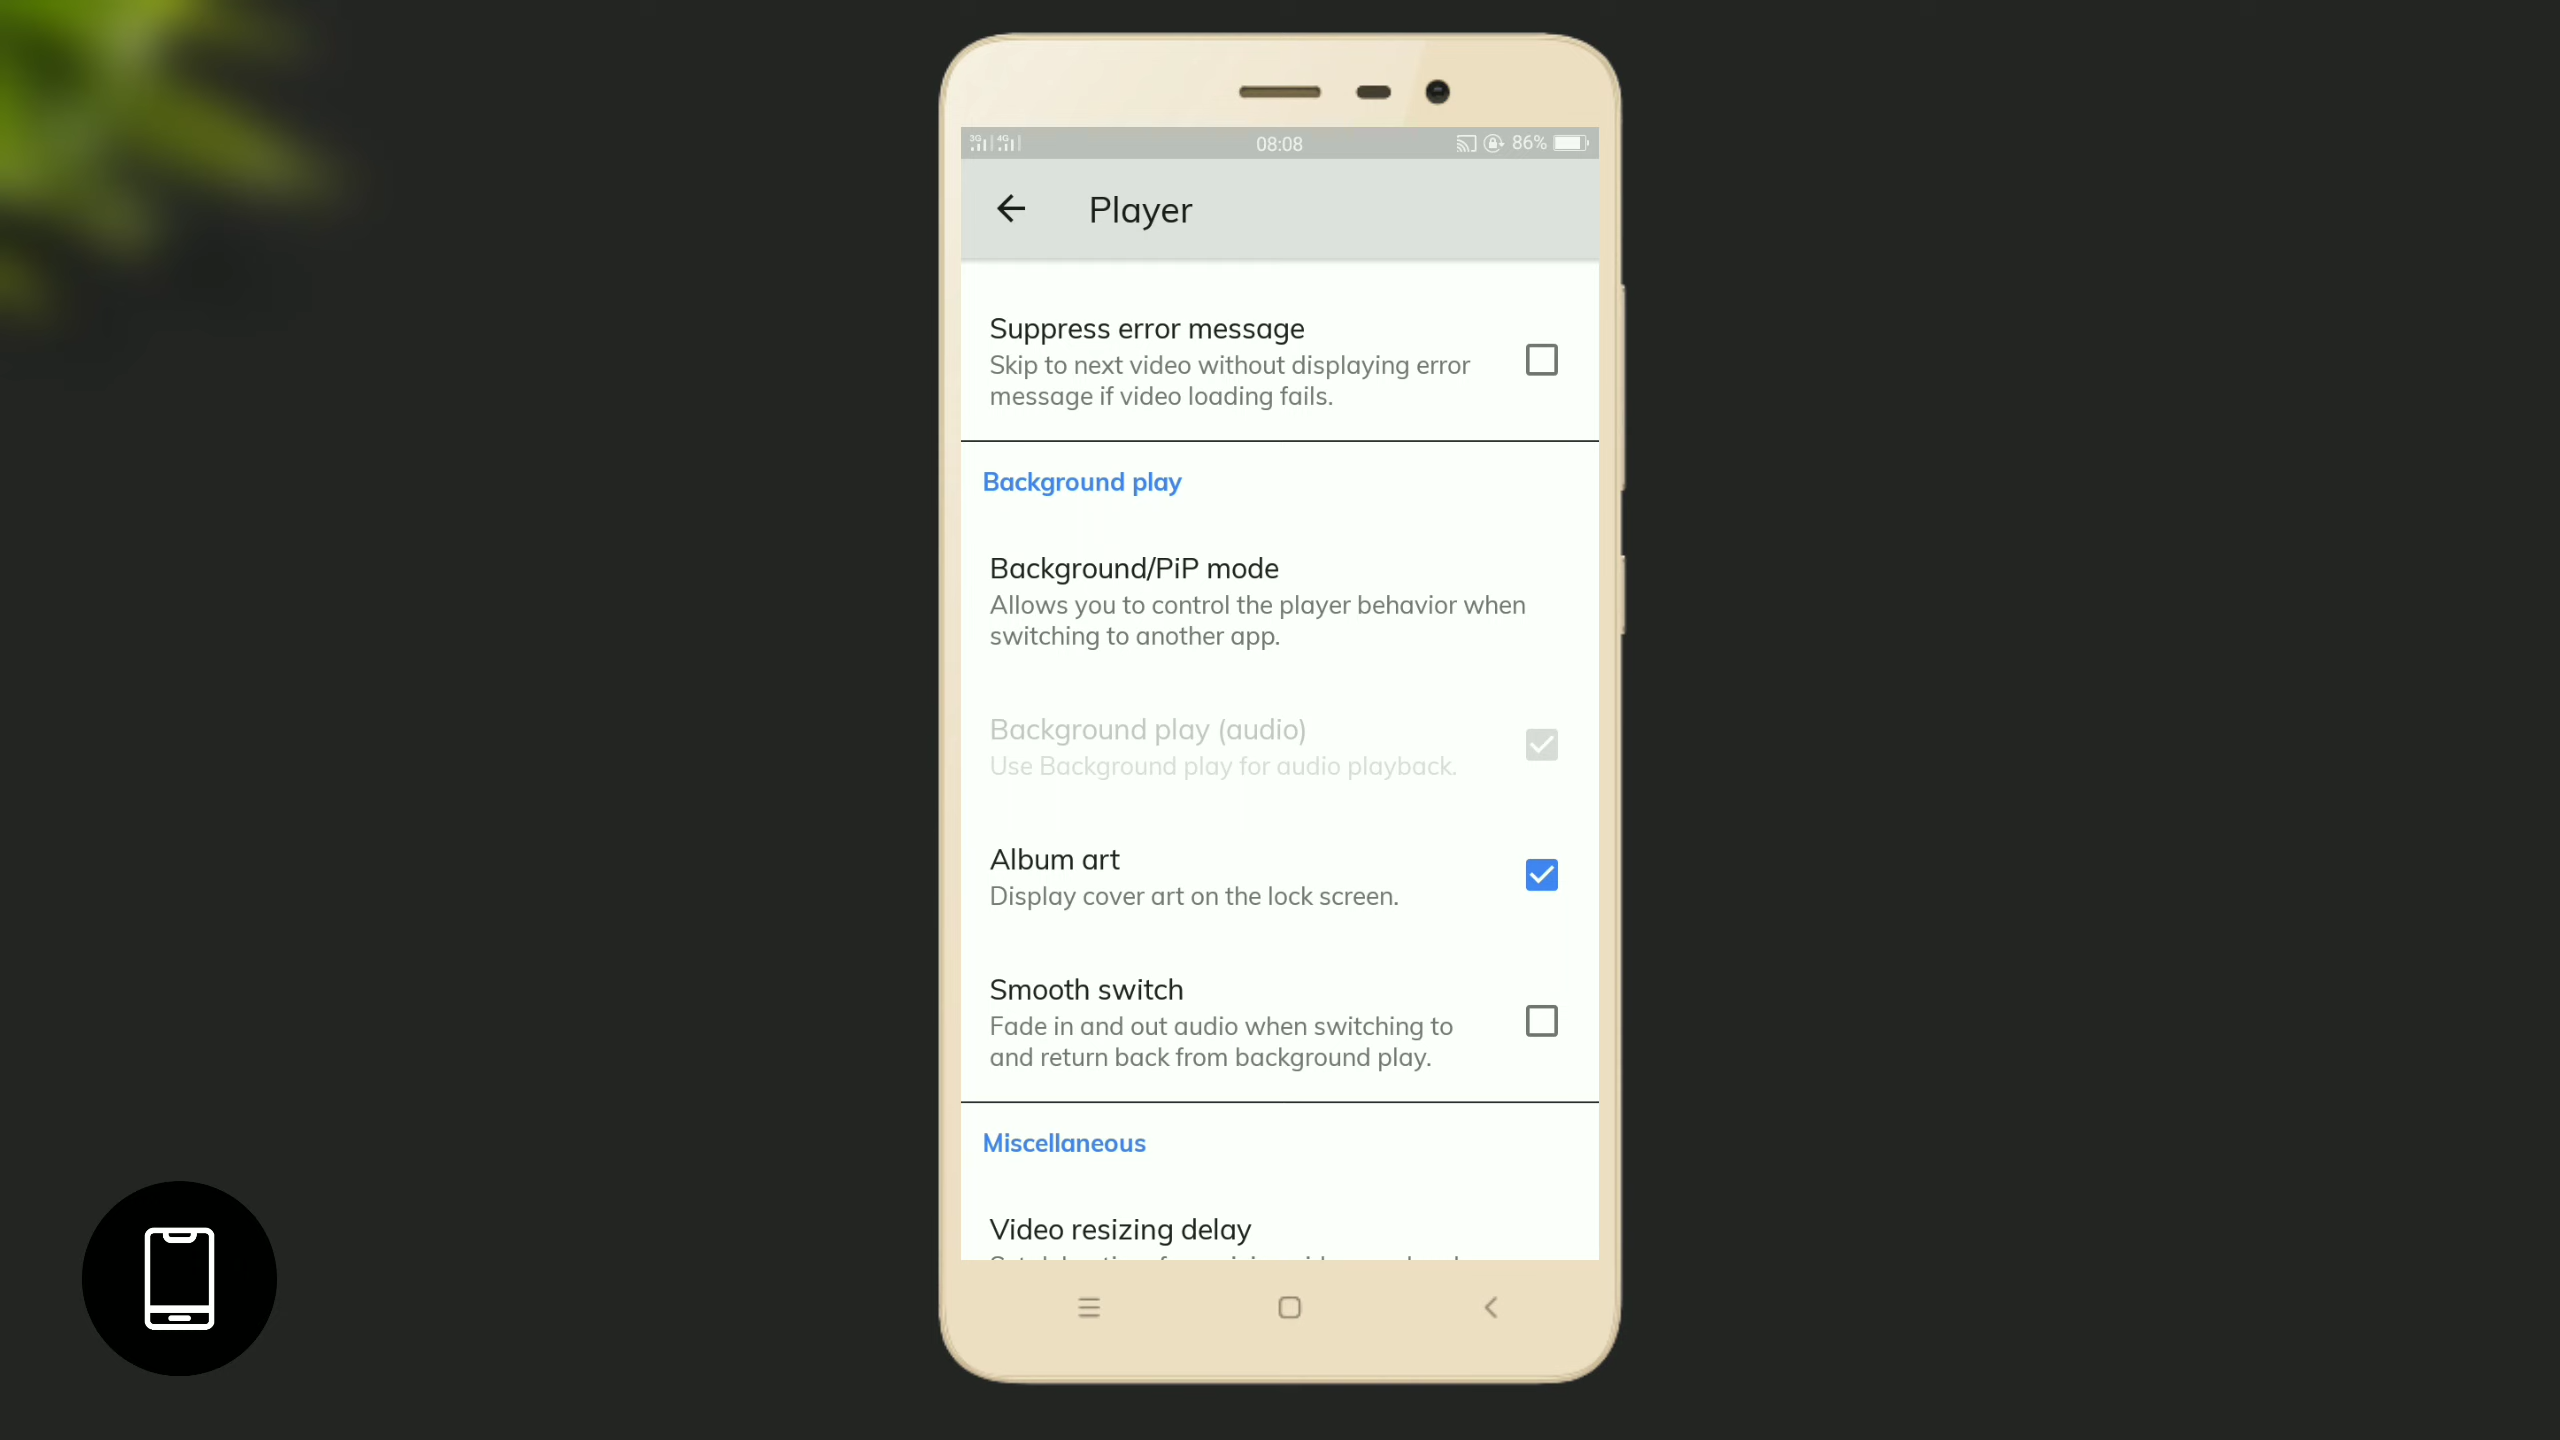 3G 4G 08:08 86%
Player
Suppress error message
Skip to next video without displaying error
message if video loading fails.
Background play
Background/PiP mode
Allows you to control the player behavior when
switching to another app.
Background play (audio)
Use Background play for audio playback.
Album art
Display cover art on the lock screen.
Smooth switch
Fade in and out audio when switching to
and return back from background play.
Miscellaneous
Video resizing delay